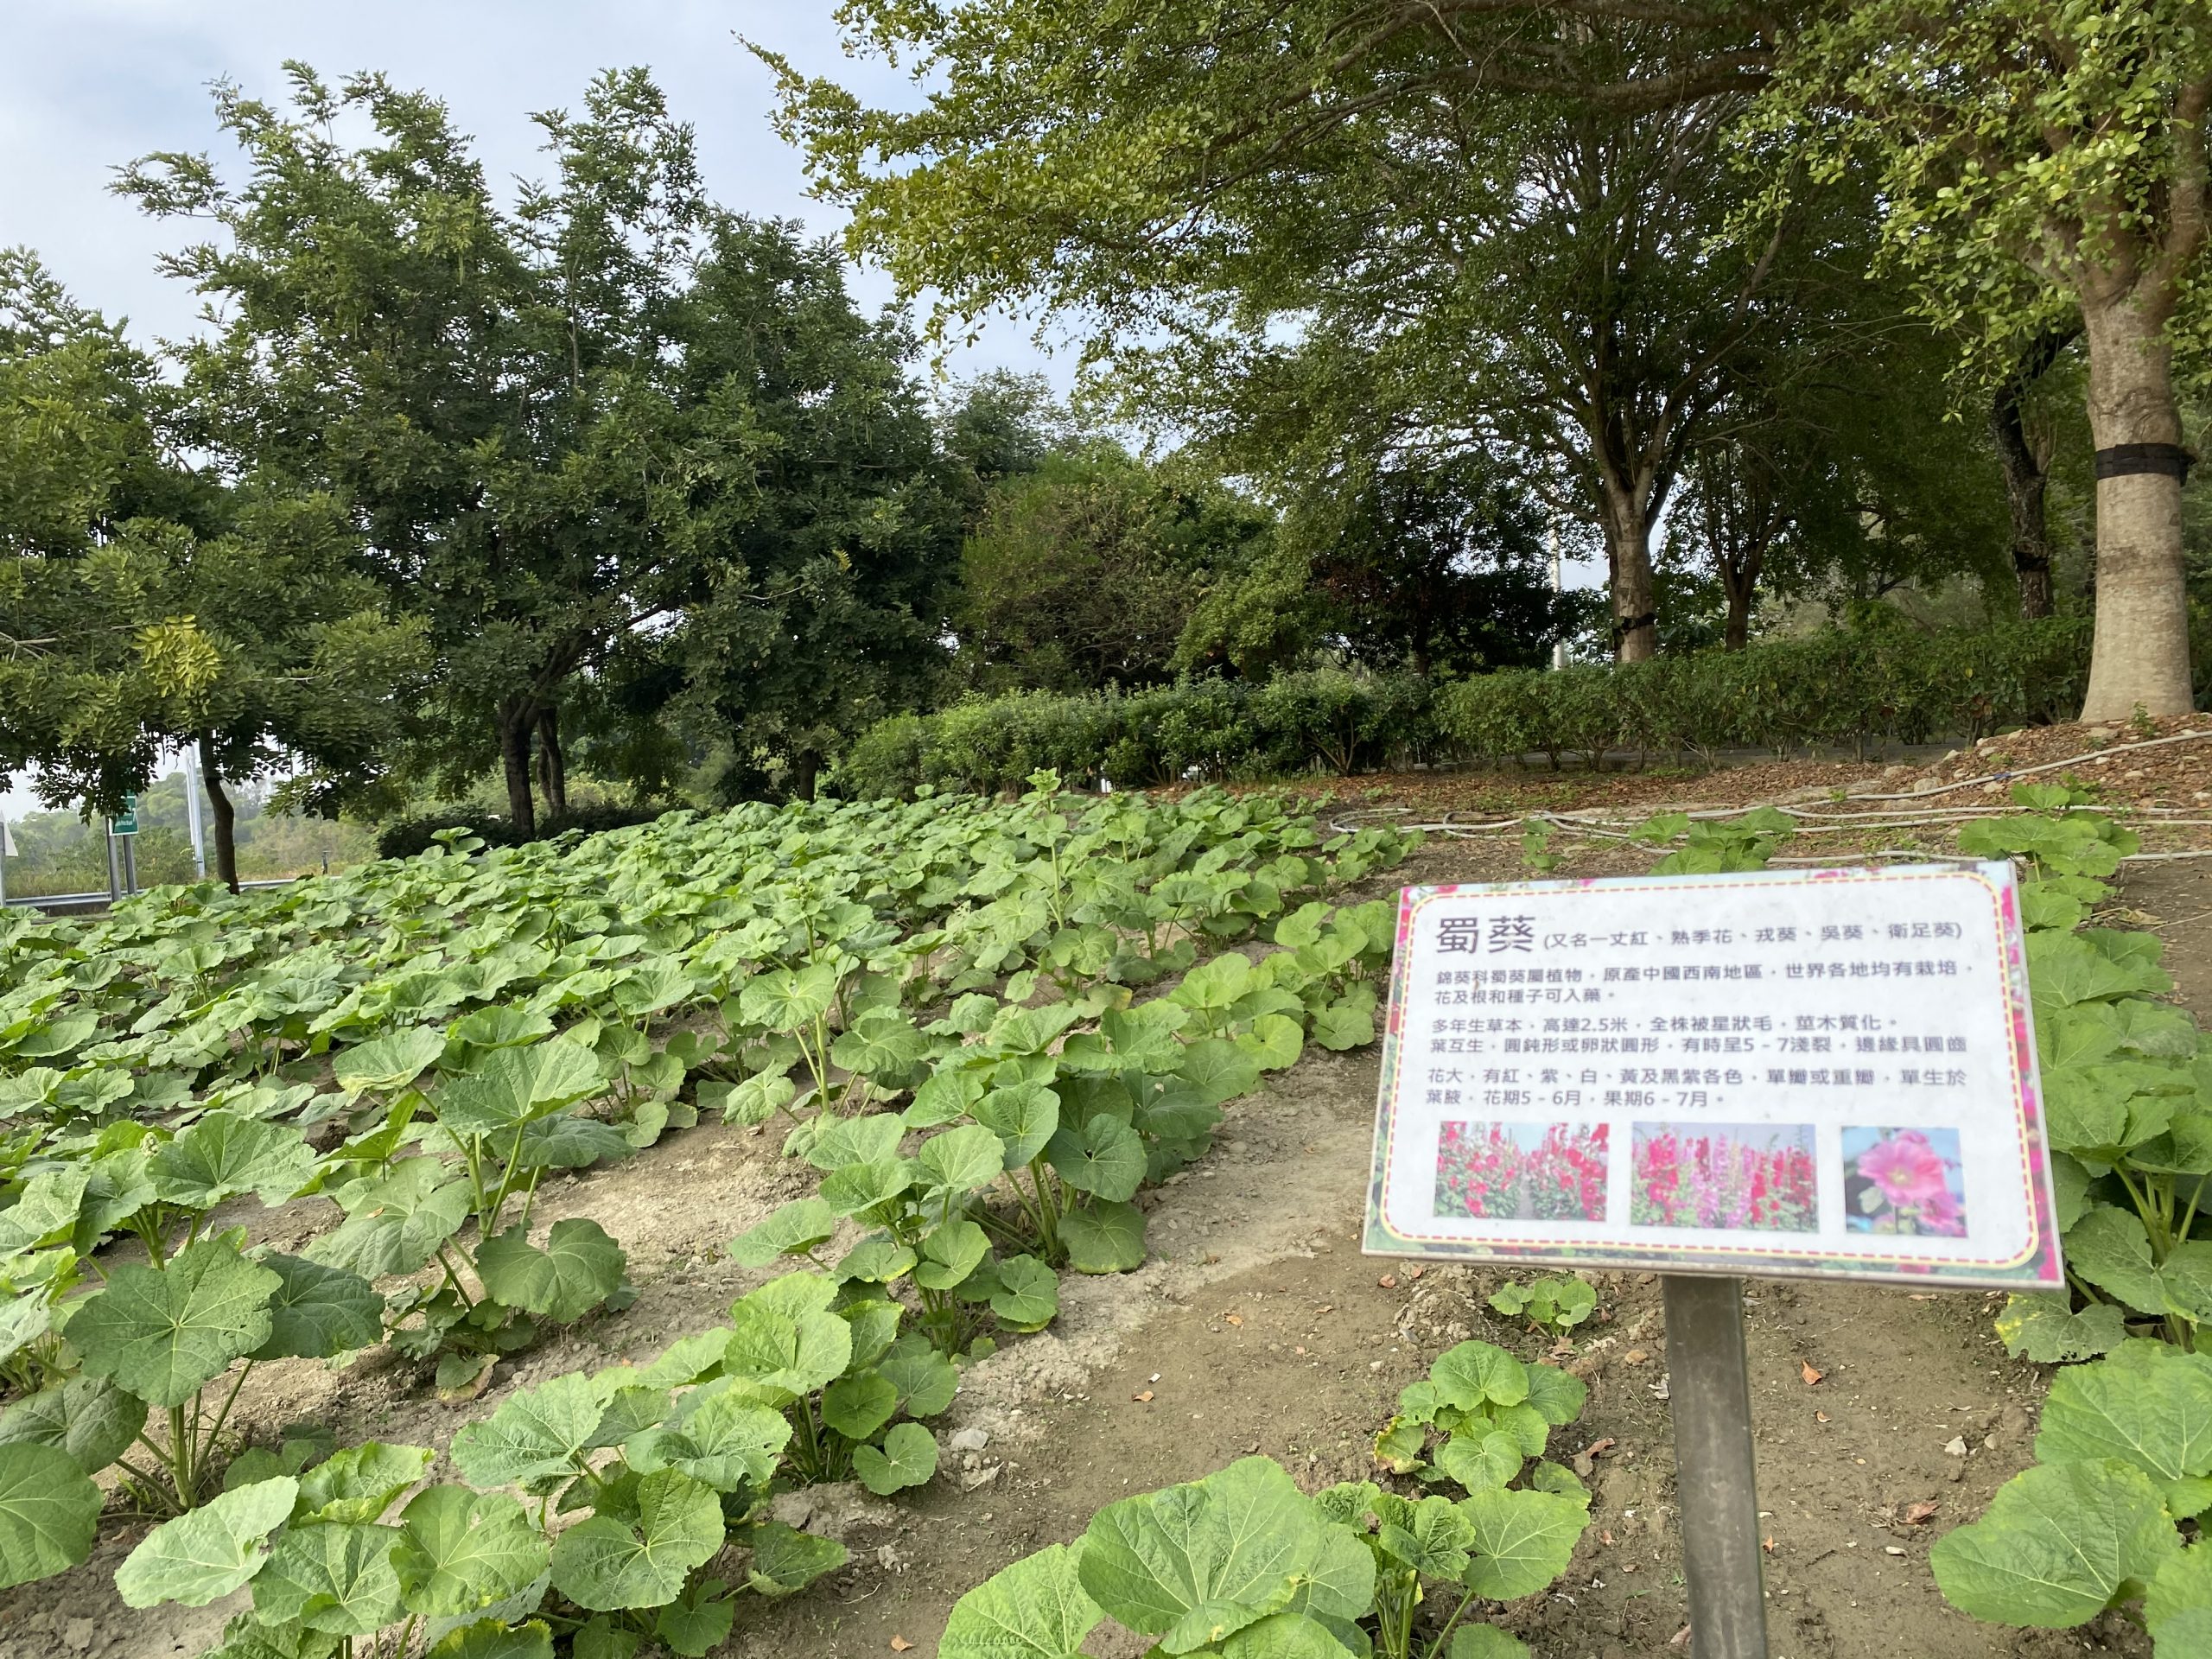 蜀葵 (又名一丈紅、熟季花、戎葵、吳葵、衛足葵)
錦葵科蜀葵屬植物，原產中國西南地區，世界各地均有栽培，
花及根和種子可入藥。
多年生草本，高達2.5米，全株被星狀毛，莖木質化。
葉互生，圓鈍形或卵狀圓形，有時呈5-7淺裂，邊緣具圓齒
花大，有紅、紫、白、黃及黑紫各色，單瓣或重瓣，單生於
葉腋，花期5-6月，果期6-7月。